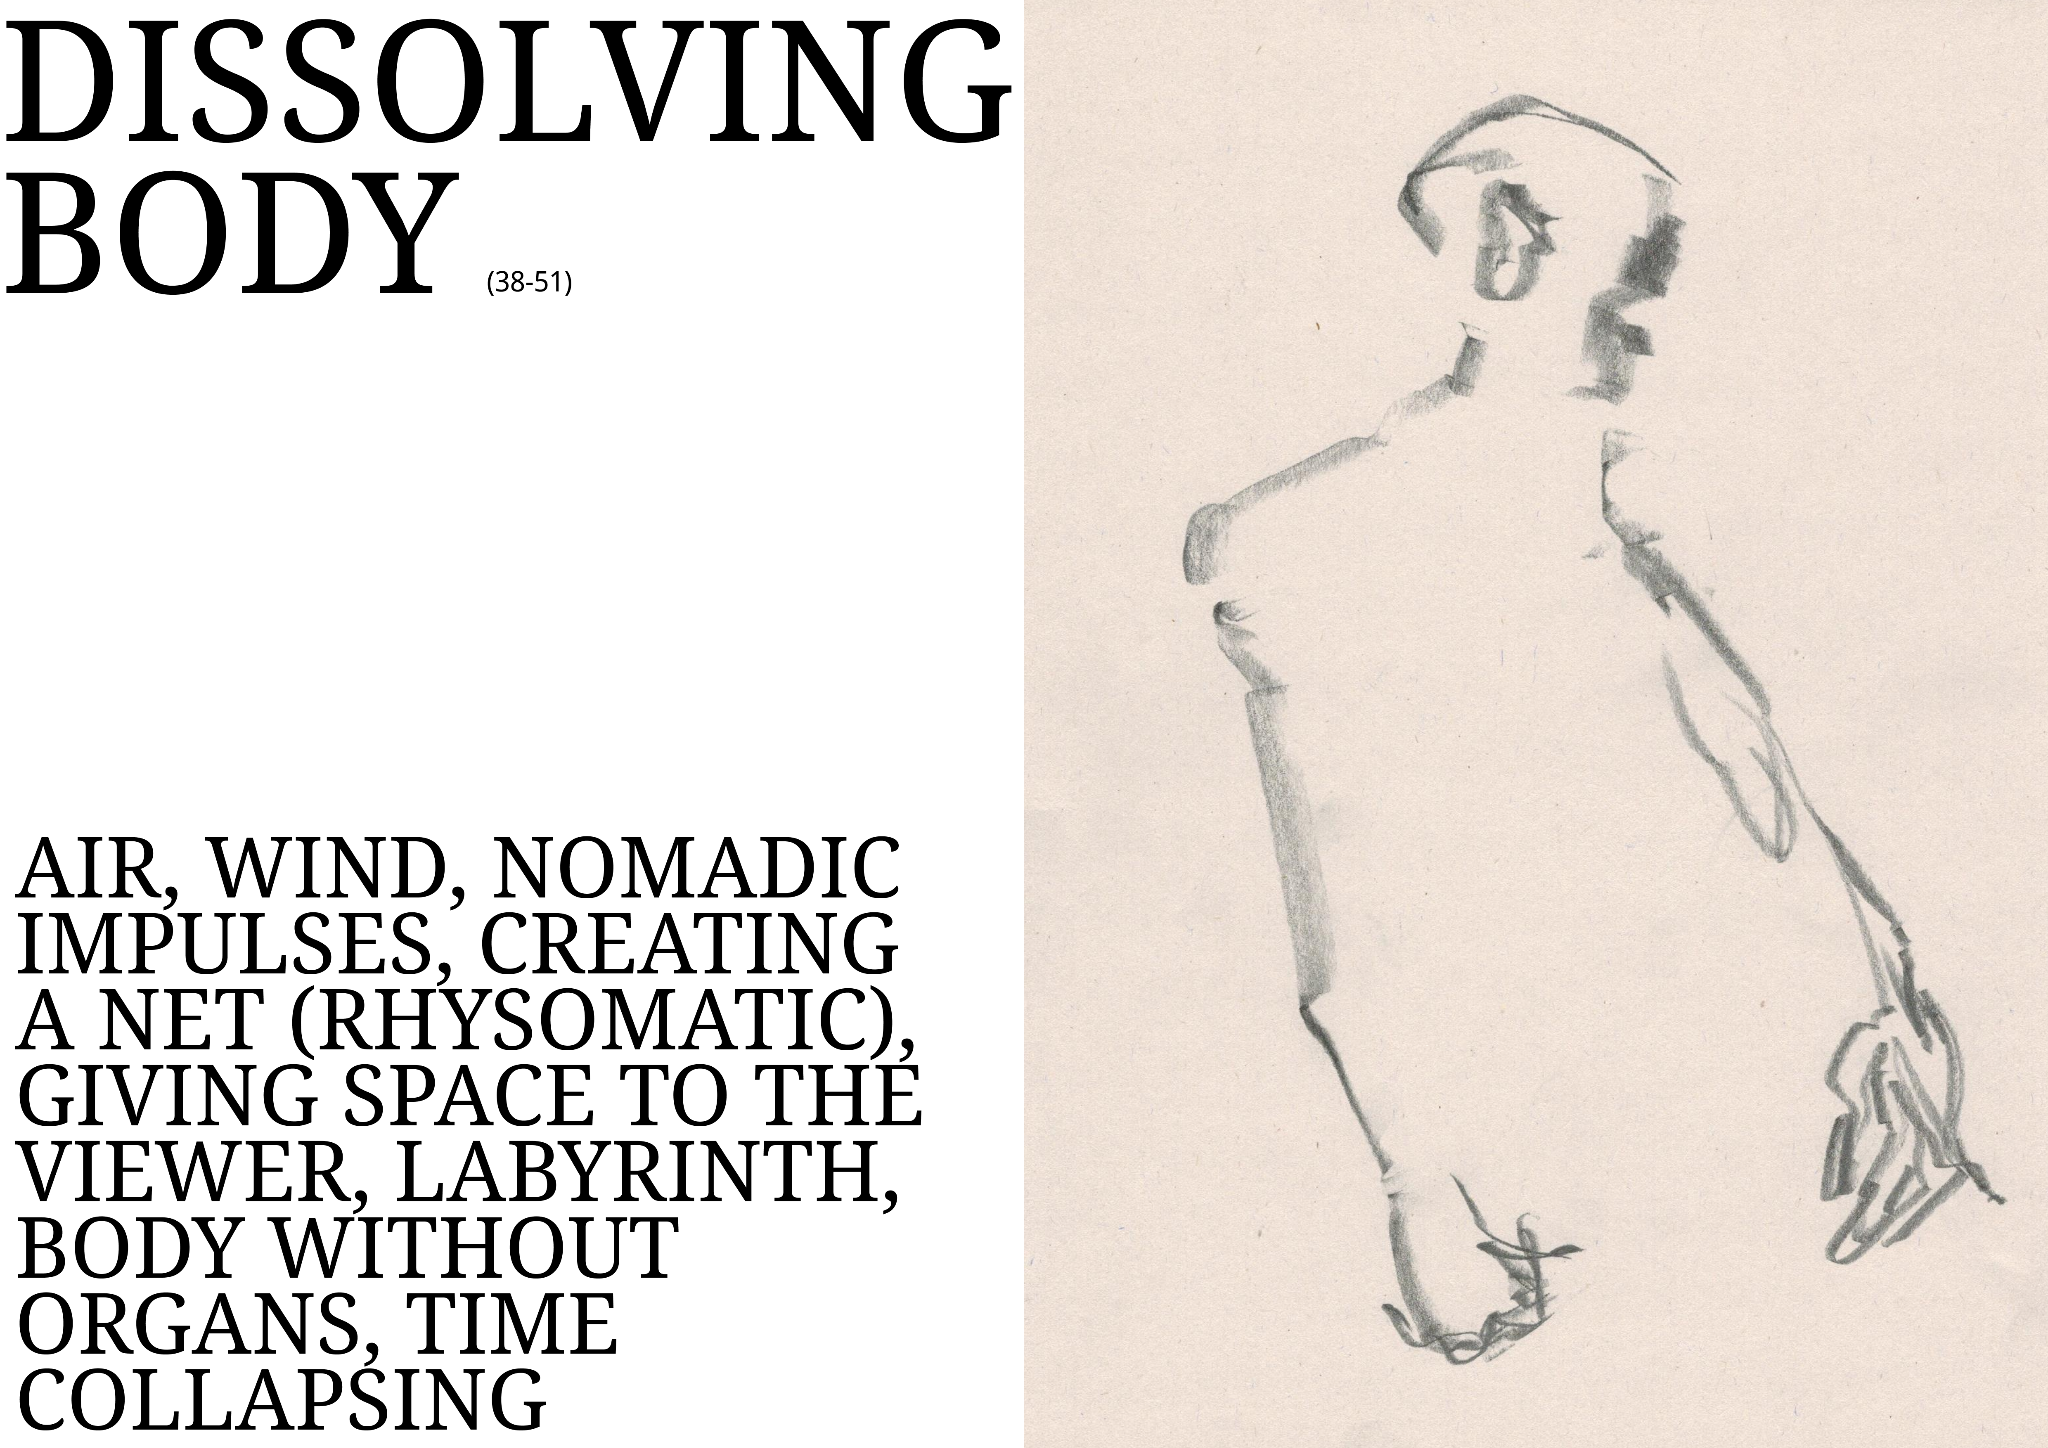 DISSOLVING
BODY (38-51)
AIR, WIND, NOMADIC
IMPULSES, CREATING
A NET (RHYSOMATIC),
GIVING SPACE TO THE
VIEWER, LABYRINTH,
BODY WITHOUT
ORGANS, TIME
COLLAPSING